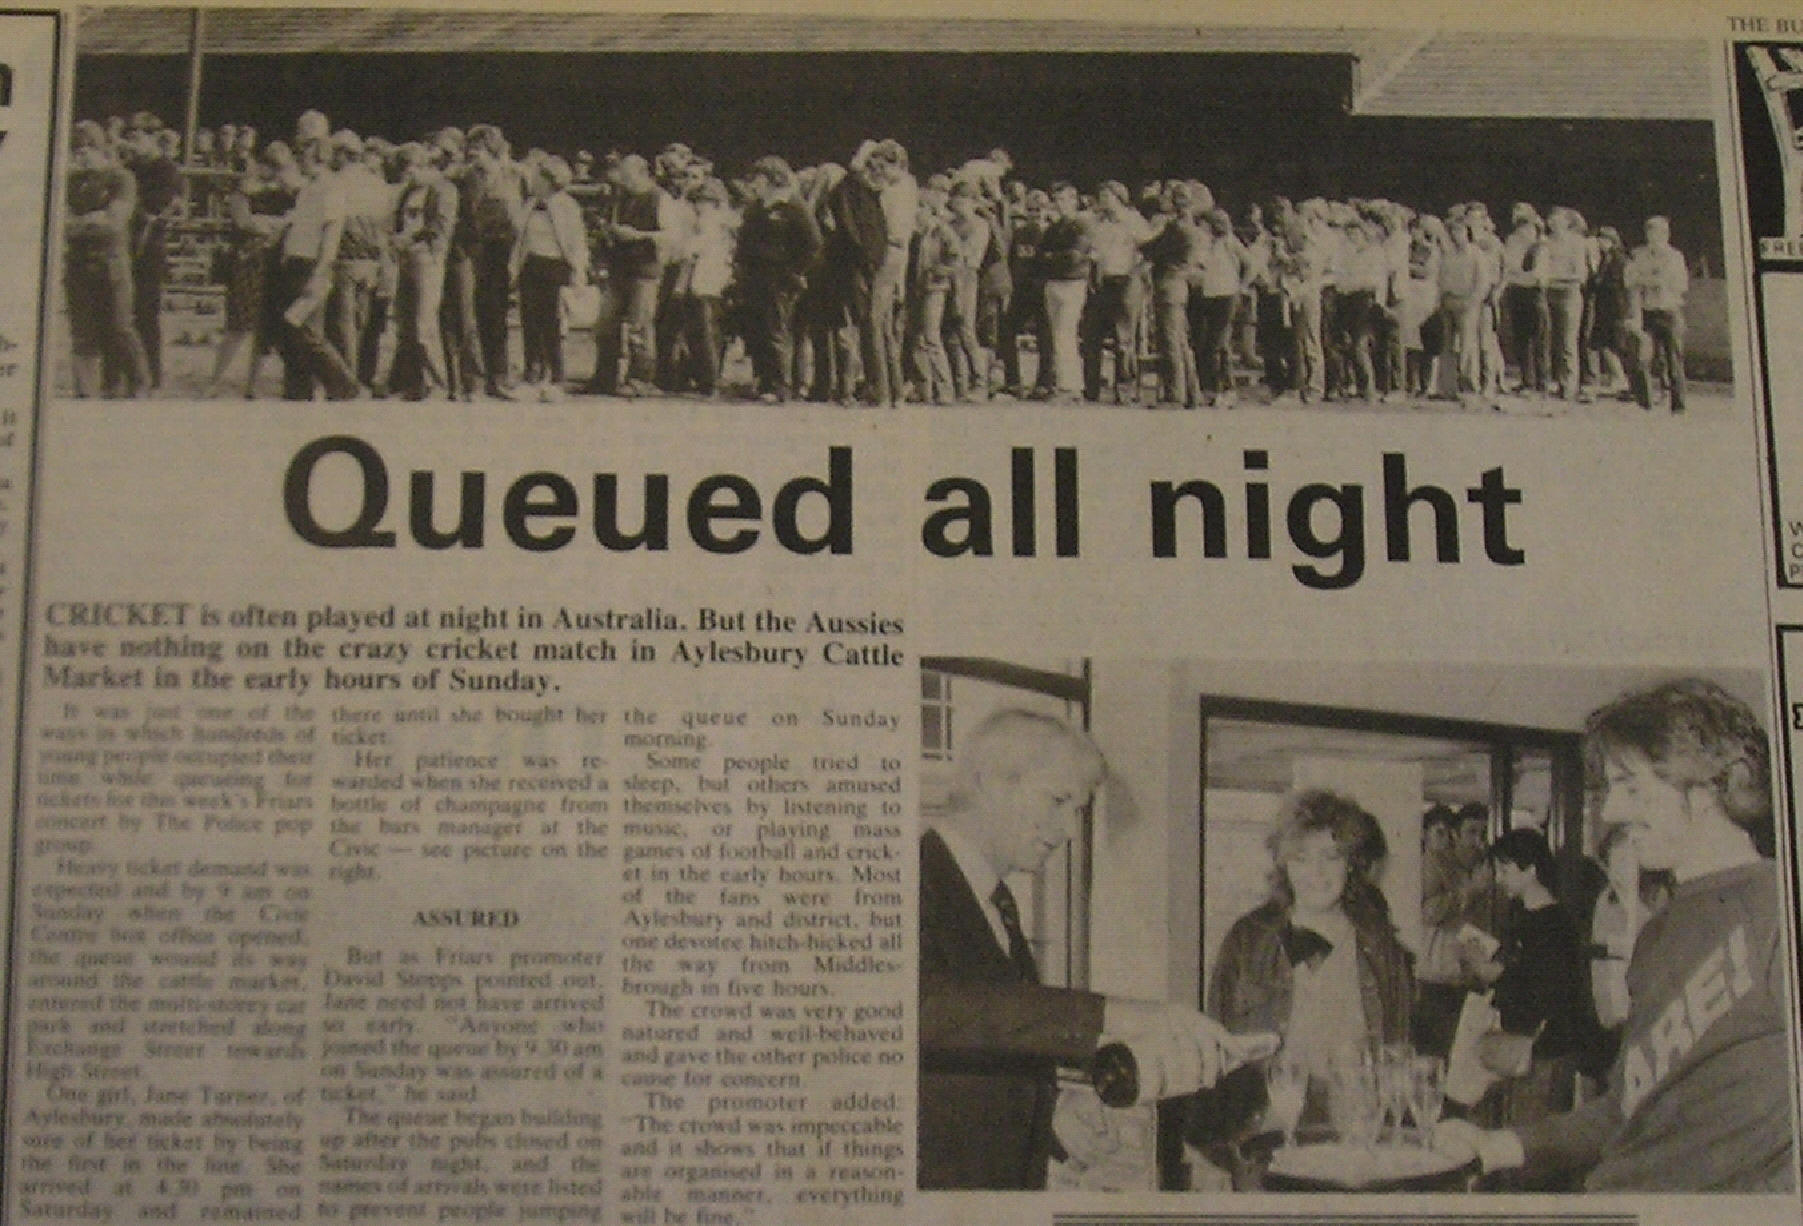 THE BU
Queued all night
CRICKET is often played at night in Australia. But the Aussies
have nothing on the crazy cricket match in Aylesbury Cattle
Market in the early hours of Sunday.
It was just one of the
ways in which hundreds of
young people occupied their
time while queueing for
tickets for this week's Friars
concert by The Police pop
group.
Heavy ticket demand was
expected and by 9 am on
Sunday when the Civic
Centre box office opened,
the queue wound its way
around the cattle market,
entered the multi-storey car
park and stretched along
Exchange Street towards
High Street.
One girl, Jane Turner, of
Aylesbury, made absolutely
sure of her ticket by being
the first in the line. She
arrived at 4.30 pm on
Saturday and remained
there until she bought her
ticket.
Her patience was re-
warded when she received a
bottle of champagne from
the bars manager at the
Civic — see picture on the
right.
ASSURED
But as Friars promoter
David Stopps pointed out,
Jane need not have arrived
so early. "Anyone who
joined the queue by 9.30 am
on Sunday was assured of a
ticket," he said.
The queue began building
up after the pubs closed on
Saturday night, and the
names of arrivals were listed
to prevent people jumping
the queue on Sunday
morning.
Some people tried to
sleep, but others amused
themselves by listening to
music, or playing mass
games of football and crick-
et in the early hours. Most
of the fans were from
Aylesbury and district, but
one devotee hitch-hicked all
the way from Middles-
brough in five hours.
The crowd was very good
natured and well-behaved
and gave the other police no
cause for concern.
The promoter added:
"The crowd was impeccable
and it shows that if things
are organised in a reason-
able manner, everything
will be fine."
ARE!